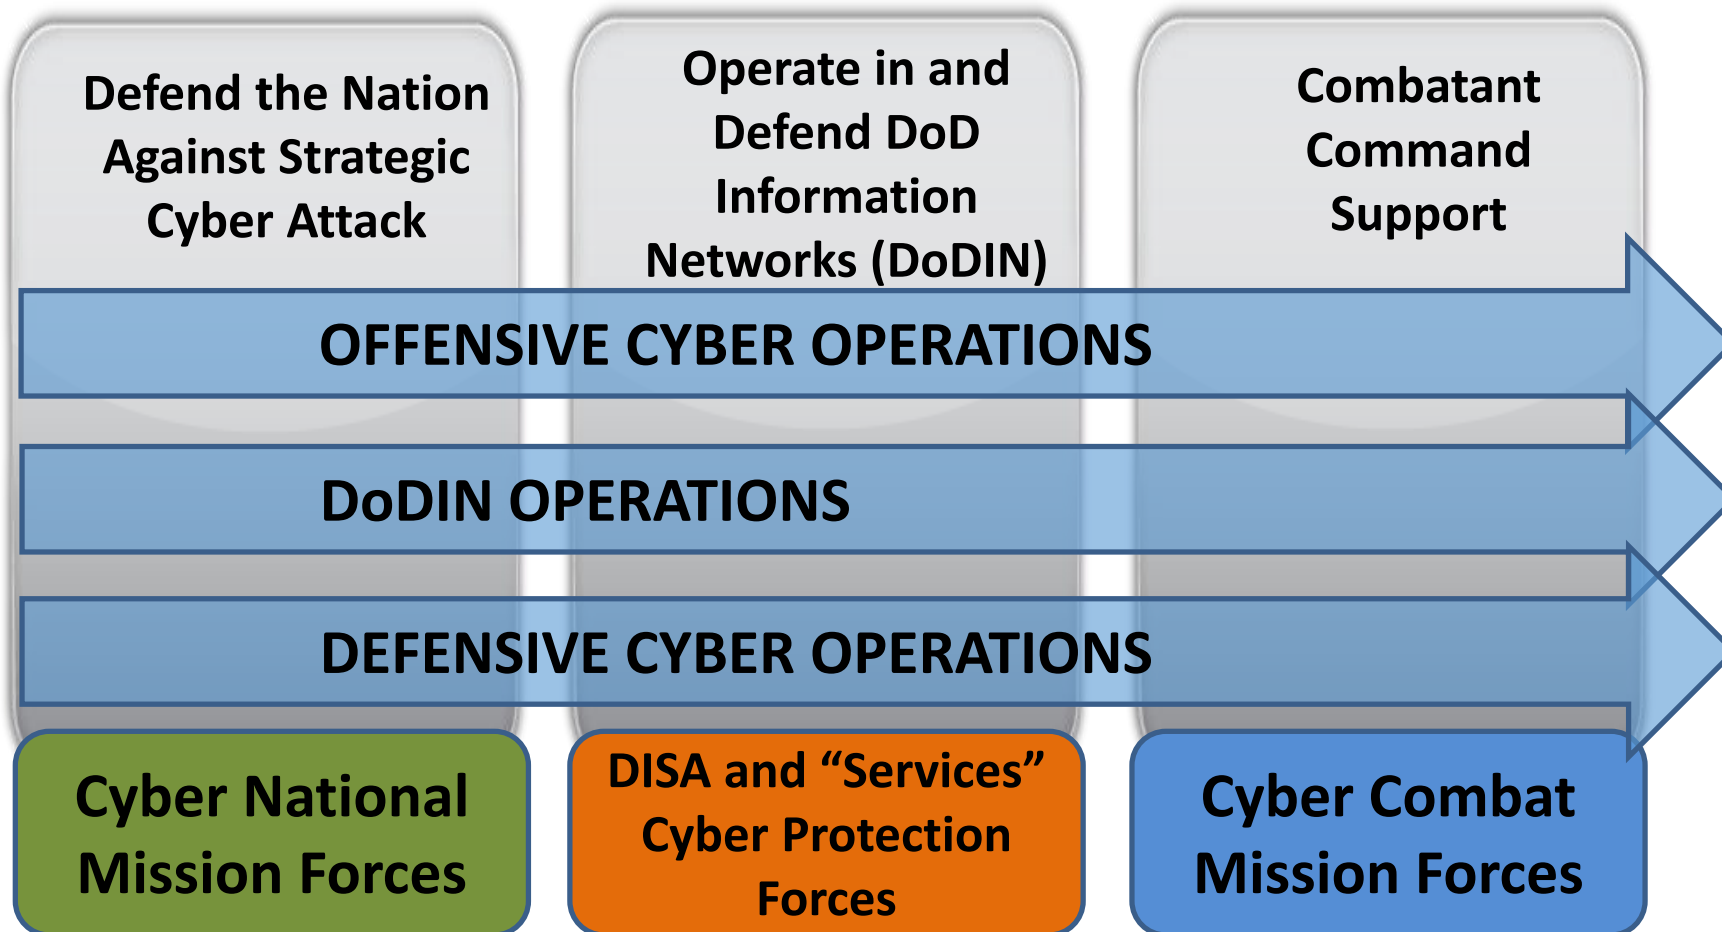 Defend the Nation
Against Strategic
Cyber Attack
Operate in and
Defend DoD
Information
Networks (DoDIN)
Combatant
Command
Support
OFFENSIVE CYBER OPERATIONS
DoDIN OPERATIONS
DEFENSIVE CYBER OPERATIONS
Cyber National
Mission Forces
DISA and “Services”
Cyber Protection
Forces
Cyber Combat
Mission Forces